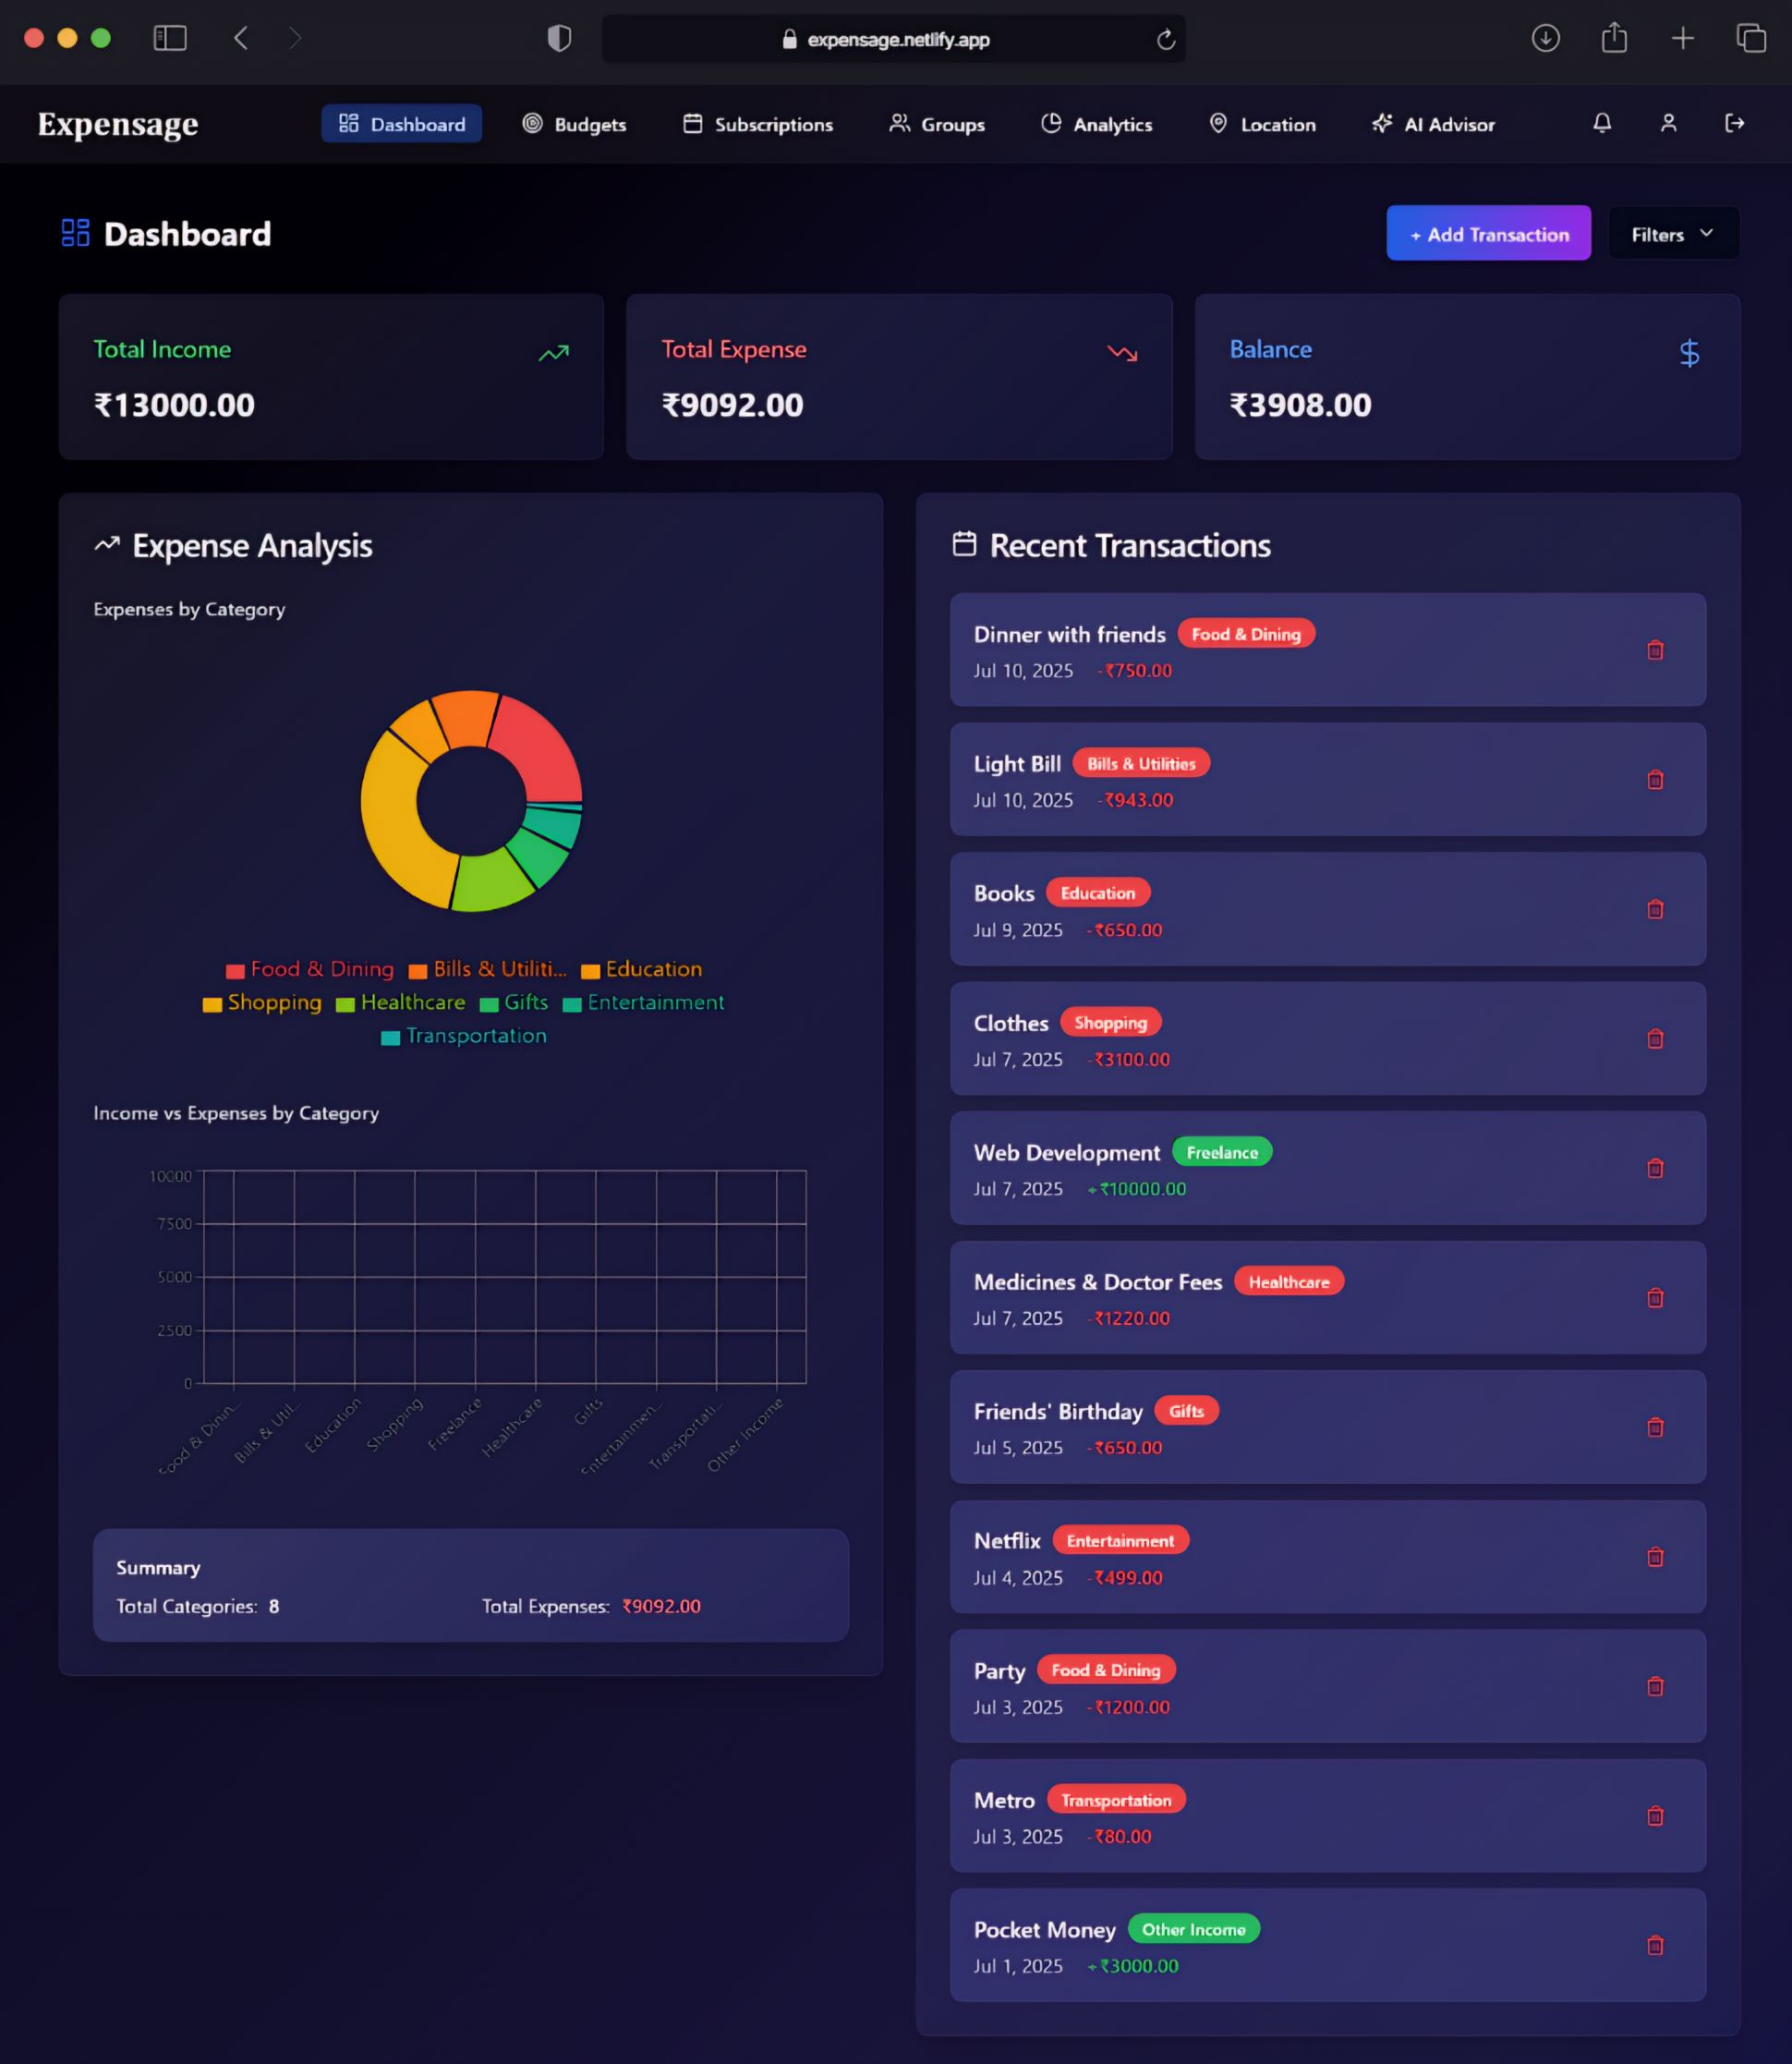 expensage.netlify.app
Expensage
Dashboard
Budgets
Subscriptions
Groups
Analytics
Location
AI Advisor
Dashboard
+ Add Transaction
Filters
Total Income
₹13000.00
Total Expense
₹9092.00
Balance
$
₹3908.00
Expense Analysis
Expenses by Category
Food & Dining
Bills & Utiliti...
Education
Shopping
Healthcare
Gifts
Entertainment
Transportation
Income vs Expenses by Category
10000
7500
5000
2500
0
Food & Dinin...
Bills & Util...
Education
Shopping
Freelance
Healthcare
Gifts
Entertainmen...
Transportati...
Other Income
Summary
Total Categories: 8
Total Expenses: ₹9092.00
Recent Transactions
Dinner with friends Food & Dining
Jul 10, 2025 -₹750.00
Light Bill Bills & Utilities
Jul 10, 2025 -₹943.00
Books Education
Jul 9, 2025 -₹650.00
Clothes Shopping
Jul 7, 2025 -₹3100.00
Web Development Freelance
Jul 7, 2025 +₹10000.00
Medicines & Doctor Fees Healthcare
Jul 7, 2025 -₹1220.00
Friends' Birthday Gifts
Jul 5, 2025 -₹650.00
Netflix Entertainment
Jul 4, 2025 -₹499.00
Party Food & Dining
Jul 3, 2025 -₹1200.00
Metro Transportation
Jul 3, 2025 -₹80.00
Pocket Money Other Income
Jul 1, 2025 +₹3000.00